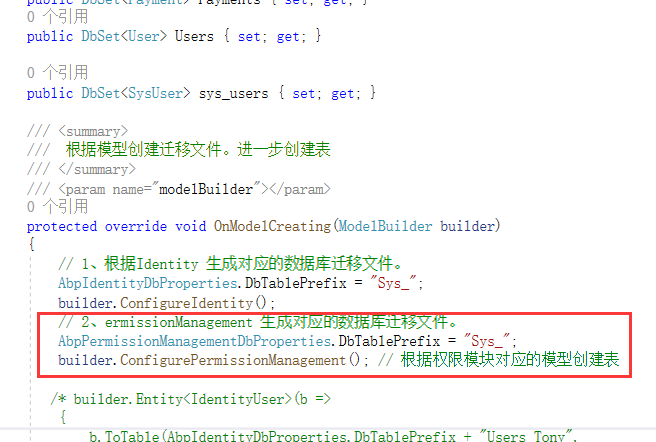 public DbSet<Payment> Payments { set; get; }
0 个引用
public DbSet<User> Users { set; get; }
0 个引用
public DbSet<SysUser> sys_users { set; get; }
/// <summary>
/// 根据模型创建迁移文件。进一步创建表
/// </summary>
/// <param name="modelBuilder"></param>
0 个引用
protected override void OnModelCreating(ModelBuilder builder)
{
// 1、根据Identity 生成对应的数据库迁移文件。
AbpIdentityDbProperties.DbTablePrefix = "Sys_";
builder.ConfigureIdentity();
// 2、ermissionManagement 生成对应的数据库迁移文件。
AbpPermissionManagementDbProperties.DbTablePrefix = "Sys_";
builder.ConfigurePermissionManagement(); // 根据权限模块对应的模型创建表
/* builder.Entity<IdentityUser>(b =>
{
b.ToTable(AbpIdentityDbProperties.DbTablePrefix + "Users_Tony",